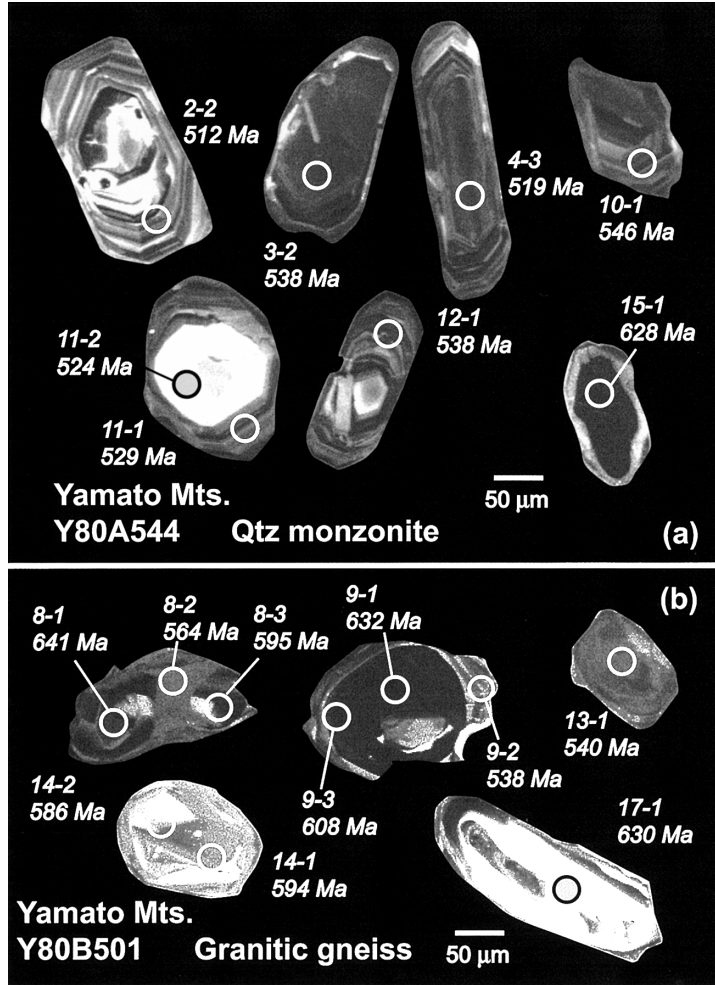 2-2
512 Ma
3-2
538 Ma
4-3
519 Ma
10-1
546 Ma
11-2
524 Ma
11-1
529 Ma
12-1
538 Ma
15-1
628 Ma
50 μm
Yamato Mts.
Y80A544 Qtz monzonite (a)
(b)
8-1
641 Ma
8-2
564 Ma
8-3
595 Ma
9-1
632 Ma
9-2
538 Ma
9-3
608 Ma
13-1
540 Ma
14-2
586 Ma
14-1
594 Ma
17-1
630 Ma
Yamato Mts.
Y80B501 Granitic gneiss
50 μm